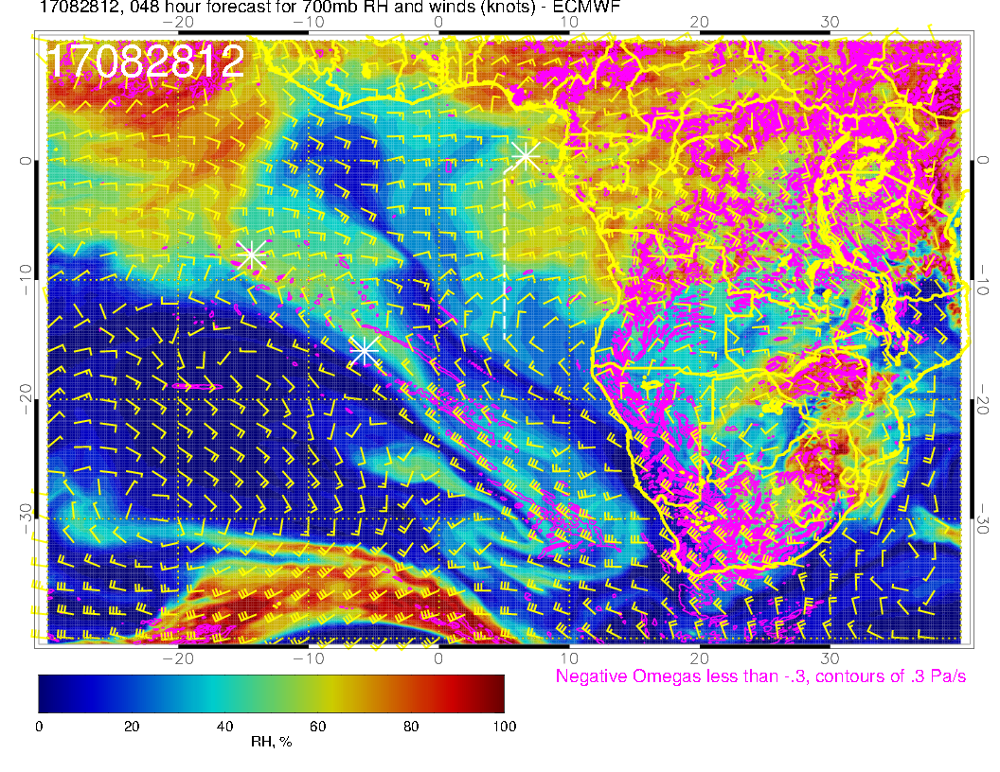 17082812, 048 hour forecast for 700mb RH and winds (knots) - ECMWF
−20 −10 0 10 20 30
17082812
0 0
−10 −10
−20 −20
−30 −30
−20 −10 0 10 20 30
Negative Omegas less than -.3, contours of .3 Pa/s
0 20 40 60 80 100
RH, %